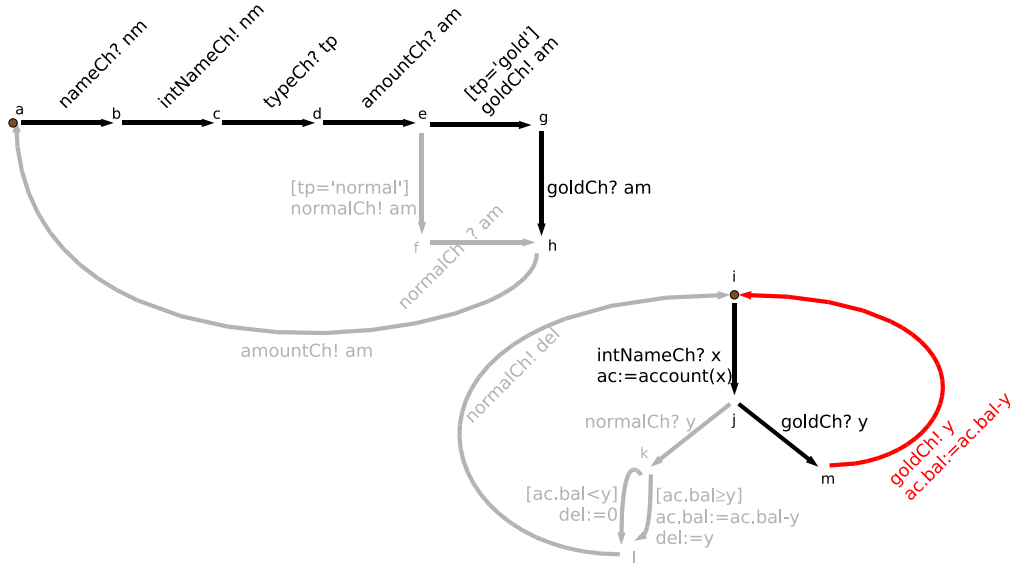 nameCh? nm
intNameCh! nm
typeCh? tp
amountCh? am
[tp='gold']
goldCh! am
a
b
c
d
e
g
[tp='normal']
normalCh! am
goldCh? am
f
h
normalCh ? am
amountCh! am
i
normalCh! del
intNameCh? x
ac:=account(x)
j
normalCh? y
goldCh? y
k
m
goldCh! y
ac.bal:=ac.bal-y
[ac.bal<y]
del:=0
[ac.bal≥y]
ac.bal:=ac.bal-y
del:=y
l